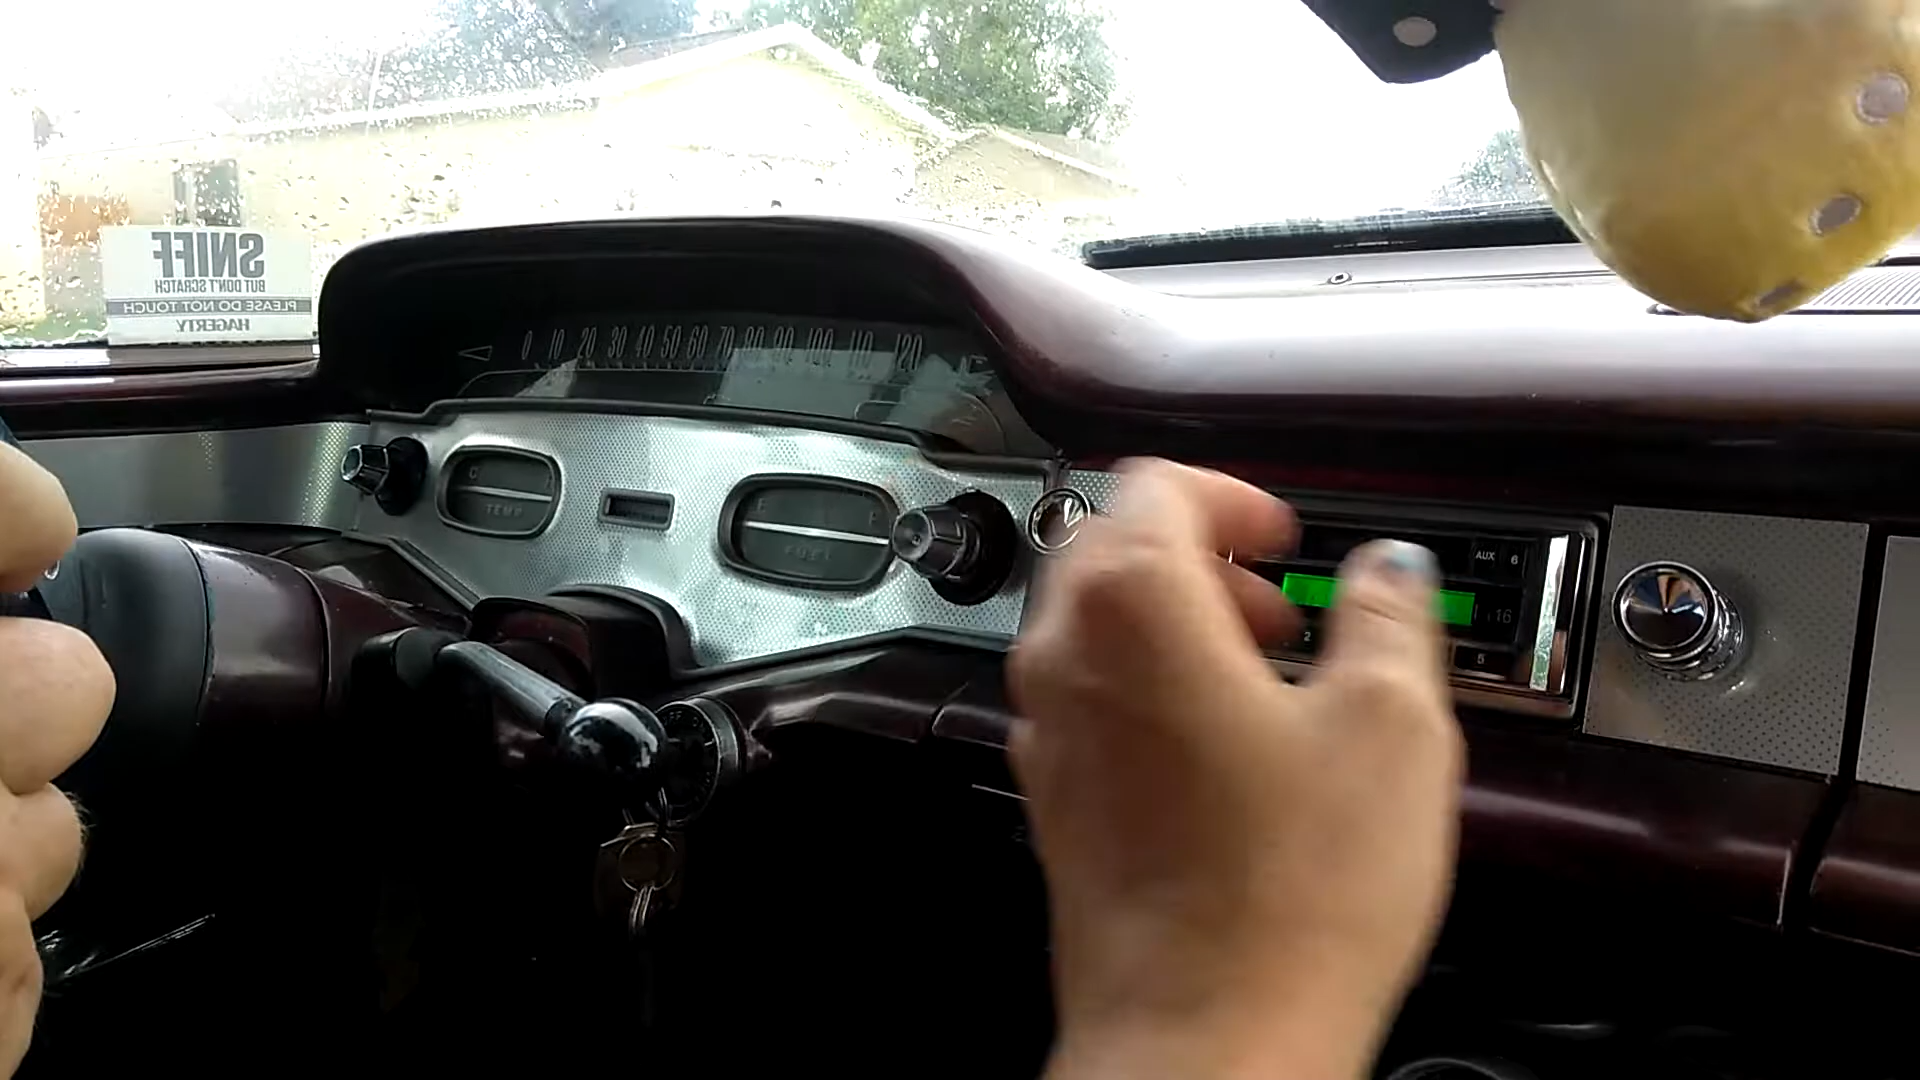 SNIFF
BUT DON'T SCRATCH
PLEASE DO NOT TOUCH
HAGERTY
0 10 20 30 40 50 60 70 80 90 100 110 120
TEMP
E F
FUEL
AUX 6
16
2
5